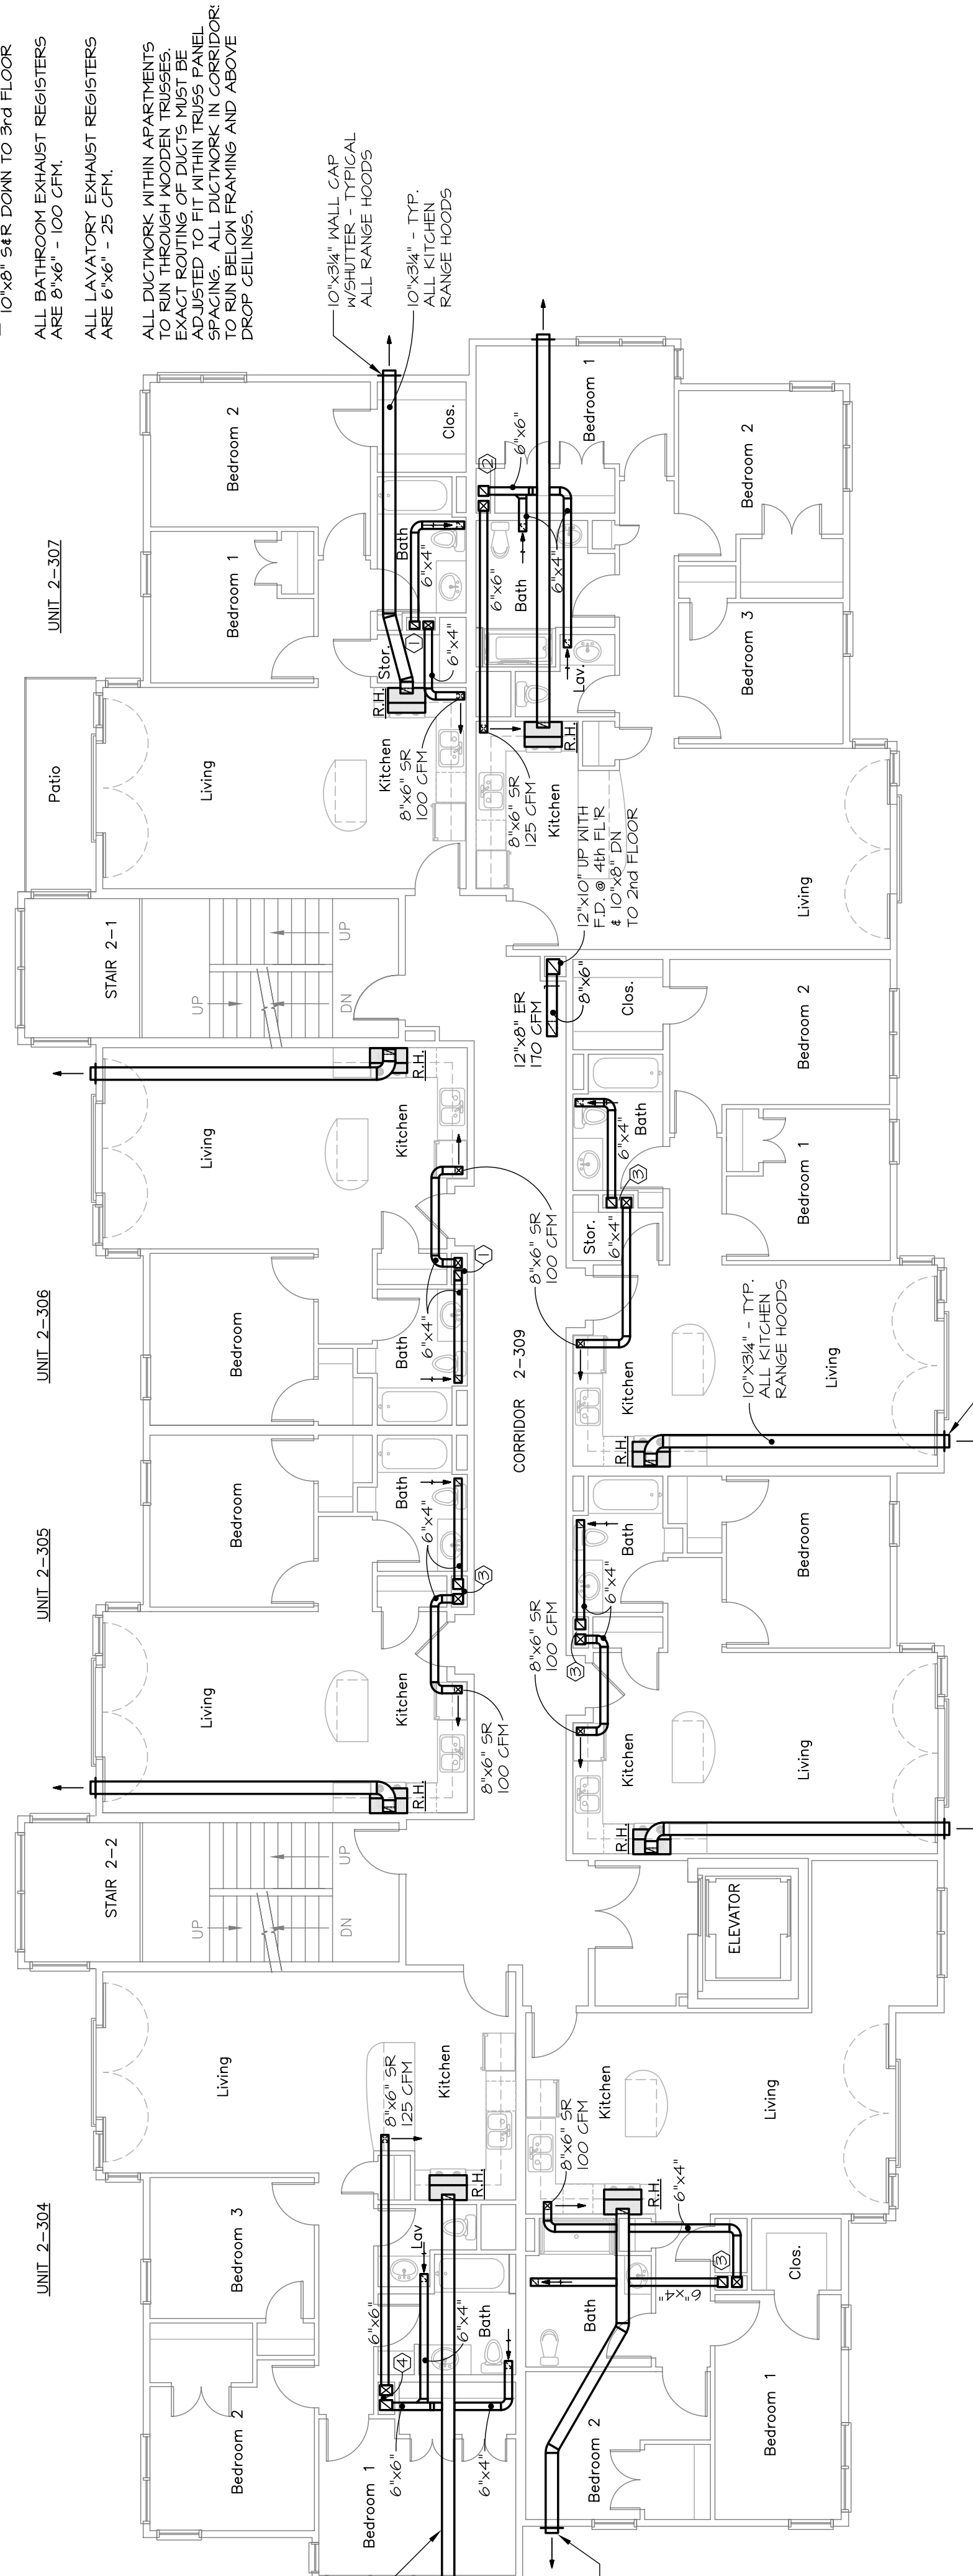 10"x8" S&R DOWN TO 3rd FLOOR
ALL BATHROOM EXHAUST REGISTERS
ARE 8"x6" - 100 CFM.
ALL LAVATORY EXHAUST REGISTERS
ARE 6"x6" - 25 CFM.
ALL DUCTWORK WITHIN APARTMENTS
TO RUN THROUGH WOODEN TRUSSES.
EXACT ROUTING OF DUCTS MUST BE
ADJUSTED TO FIT WITHIN TRUSS PANEL
SPACING. ALL DUCTWORK IN CORRIDORS
TO RUN BELOW FRAMING AND ABOVE
DROP CEILINGS.
10"x3¼" WALL CAP
W/SHUTTER - TYPICAL
ALL RANGE HOODS
10"x3¼" - TYP.
ALL KITCHEN
RANGE HOODS
UNIT 2-304
UNIT 2-305
UNIT 2-306
UNIT 2-307
Patio
STAIR 2-2
UP
UP
DN
STAIR 2-1
UP
UP
DN
Living
Bedroom 3
Bedroom 2
Bedroom 1
Kitchen
8"x6" SR
125 CFM
R.H.
Lav
Bath
6"x6"
6"x4"
4
6"x6"
6"x4"
Living
Kitchen
R.H.
8"x6" SR
100 CFM
Bedroom
Bath
6"x4"
3
Bedroom
Bath
6"x4"
1
Living
Kitchen
R.H.
8"x6" SR
100 CFM
Living
Kitchen
R.H.
8"x6" SR
100 CFM
Stor.
1
6"x4"
6"x4"
Bath
Clos.
Bedroom 1
Bedroom 2
8"x6" SR
125 CFM
Kitchen
R.H.
6"x6"
6"x6"
2
Bath
6"x4"
Lav.
Bedroom 1
Bedroom 2
Bedroom 3
Living
12"x10" UP WITH
F.D. @ 4th FL'R
& 10"x8" DN
TO 2nd FLOOR
12"x8" ER
170 CFM
8"x6"
CORRIDOR 2-309
Clos.
Bath
6"x4"
3
Stor.
6"x4"
Bedroom 2
Bedroom 1
Kitchen
R.H.
10"x3¼" - TYP.
ALL KITCHEN
RANGE HOODS
Living
Bath
6"x4"
8"x6" SR
100 CFM
3
Bedroom
Kitchen
R.H.
Living
ELEVATOR
Living
Kitchen
8"x6" SR
100 CFM
R.H.
6"x4"
3
6"x4"
Clos.
Bath
Bedroom 2
Bedroom 1